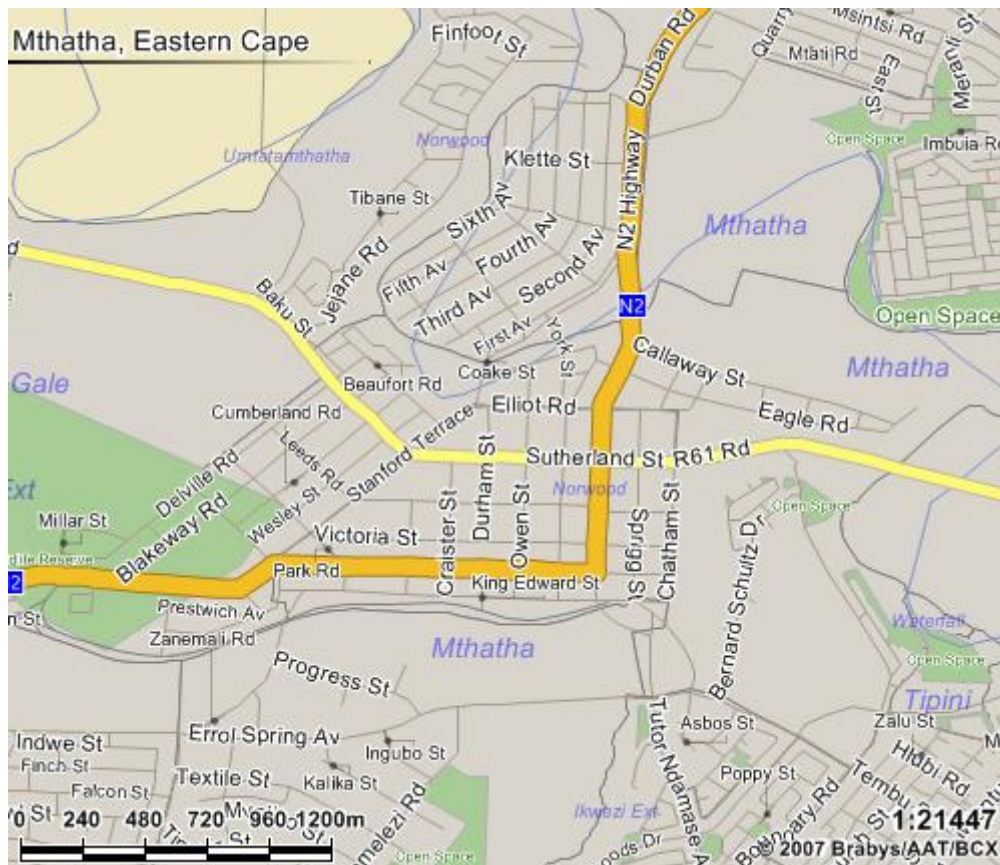 Mthatha, Eastern Cape
Finfoot St
Durban Rd
Quarry
Msintsi Rd
Mtati Rd
East St
Meranti St
Open Space
Imbuia Rd
Norwood
Umtatamthatha
Klette St
Tibane St
Sixth Av
N2 Highway
Mthatha
Jejane Rd
Fifth Av
Fourth Av
Second Av
Third Av
Baku St
First Av
York St
N2
Open Space
Callaway St
Mthatha
Coake St
Beaufort Rd
Gale
Cumberland Rd
Elliot Rd
Eagle Rd
Stanford Terrace
Leeds Rd
Delville Rd
Sutherland St
R61 Rd
Durham St
Wesley St
Norwood
Ext
Craister St
Owen St
Spriggs St
Chatham St
Open Space
Millar St
Blakeway Rd
Victoria St
Bernard Schultz Dr
Park Rd
King Edward St
2
Prestwich Av
Waterfall
Zanemali Rd
Mthatha
Progress St
Open Space
Tipini
Tutor Ndamase A
Asbos St
Zalu St
Indwe St
Errol Spring Av
Ingubo St
Hlubi Rd
Finch St
Textile St
Kalika St
Poppy St
Tembu
Falcon St
Ikwezi Ext
Boundary Rd
0 240 480 720 960 1200m
1:21447
Open Space
2007 Brabys/AAT/BCX